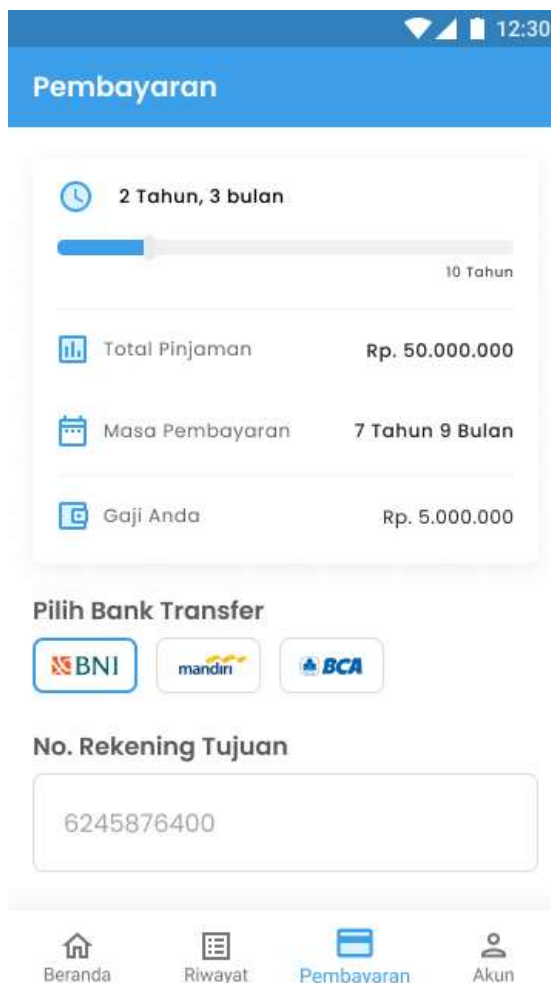 12:30
Pembayaran
2 Tahun, 3 bulan
10 Tahun
Total Pinjaman Rp. 50.000.000
Masa Pembayaran 7 Tahun 9 Bulan
Gaji Anda Rp. 5.000.000
Pilih Bank Transfer
BNI mandiri BCA
No. Rekening Tujuan
6245876400
Beranda Riwayat Pembayaran Akun